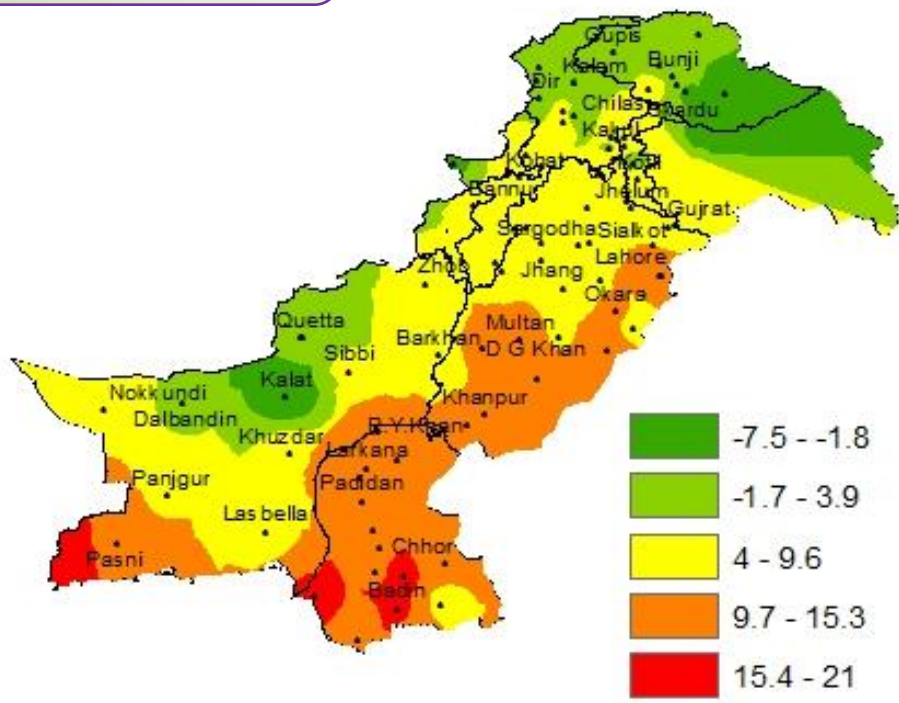 Gupis
Bunji
Kalam
Dir
Chilas
Skardu
Kakul
Kotli
Kohat
Bannu
Jhelum
Gujrat
Sargodha
Sialkot
Lahore
Zhob
Jhang
Okara
Quetta
Multan
Barkhan
D G Khan
Sibbi
Kalat
Nokkundi
Dalbandin
Khanpur
R.Y.Khan
Khuzdar
Larkana
Panjgur
Padidan
Las bella
Chhor
Pasni
Badin
-7.5 - -1.8
-1.7 - 3.9
4 - 9.6
9.7 - 15.3
15.4 - 21